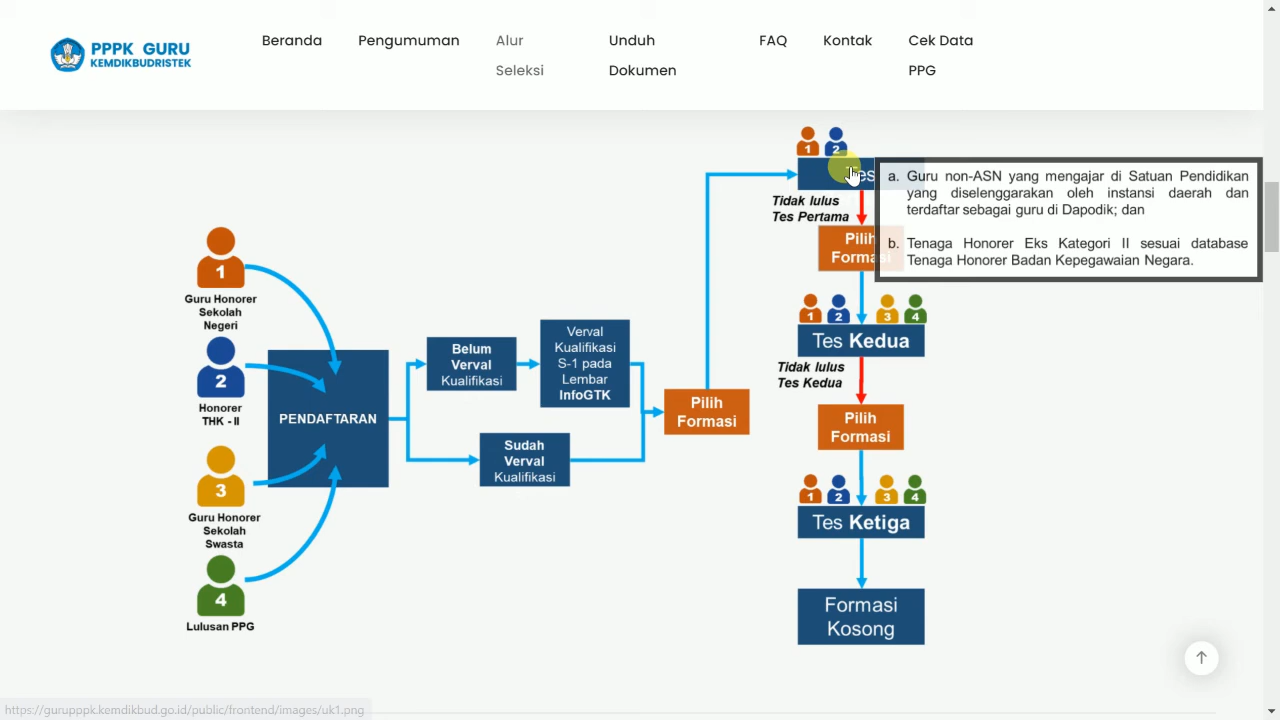 PPPK GURU
KEMDIKBUDRISTEK
Beranda
Pengumuman
Alur
Seleksi
Unduh
Dokumen
FAQ
Kontak
Cek Data
PPG
1
Guru Honorer
Sekolah
Negeri
2
Honorer
THK - II
3
Guru Honorer
Sekolah
Swasta
4
Lulusan PPG
PENDAFTARAN
Belum
Verval
Kualifikasi
Verval
Kualifikasi
S-1 pada
Lembar
InfoGTK
Sudah
Verval
Kualifikasi
Pilih
Formasi
1 2
Tes
Tidak lulus
Tes Pertama
a. Guru non-ASN yang mengajar di Satuan Pendidikan
yang diselenggarakan oleh instansi daerah dan
terdaftar sebagai guru di Dapodik; dan
b. Tenaga Honorer Eks Kategori II sesuai database
Tenaga Honorer Badan Kepegawaian Negara.
Pilih
Formasi
1 2 3 4
Tes Kedua
Tidak lulus
Tes Kedua
Pilih
Formasi
1 2 3 4
Tes Ketiga
Formasi
Kosong
https://gurupppk.kemdikbud.go.id/public/frontend/images/uk1.png